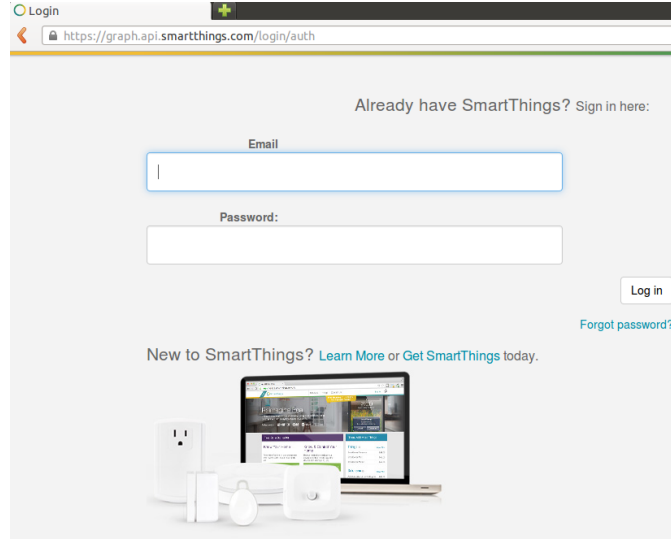 Login
https://graph.api.smartthings.com/login/auth
Already have SmartThings? Sign in here:
Email
Password:
Log in
Forgot password?
New to SmartThings? Learn More or Get SmartThings today.